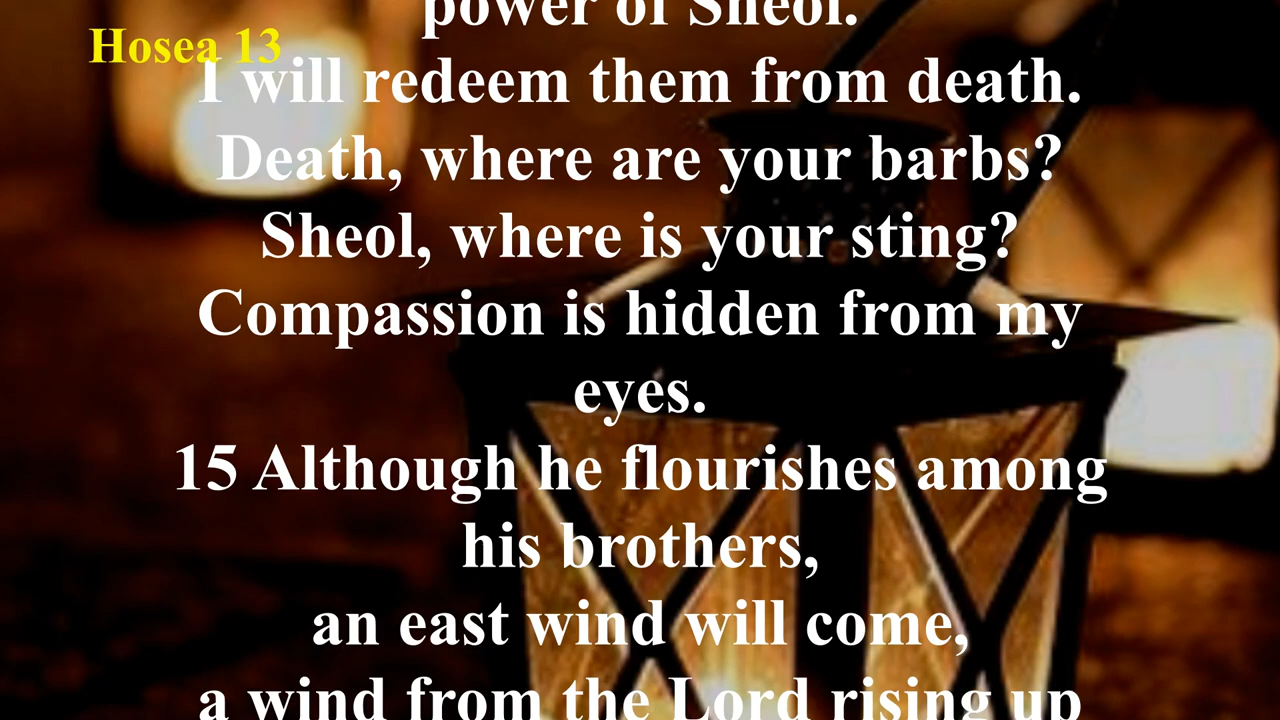 power of Sheol.
Hosea 13
I will redeem them from death.
Death, where are your barbs?
Sheol, where is your sting?
Compassion is hidden from my
eyes.
15 Although he flourishes among
his brothers,
an east wind will come,
a wind from the Lord rising up